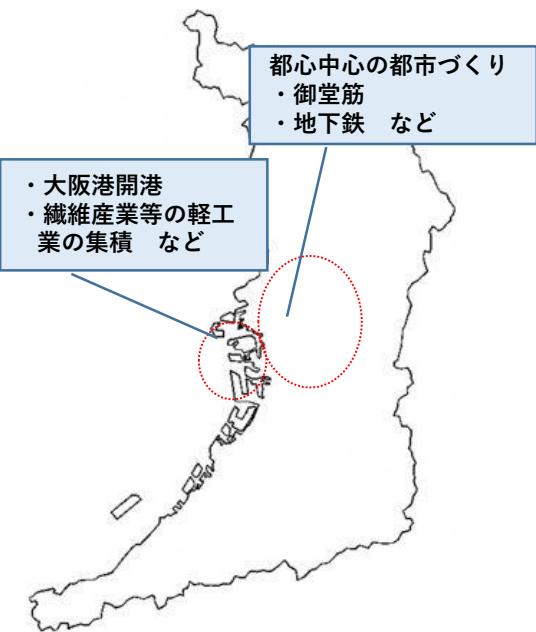 都心中心の都市づくり
・御堂筋
・地下鉄　など
・大阪港開港
・繊維産業等の軽工
業の集積　など